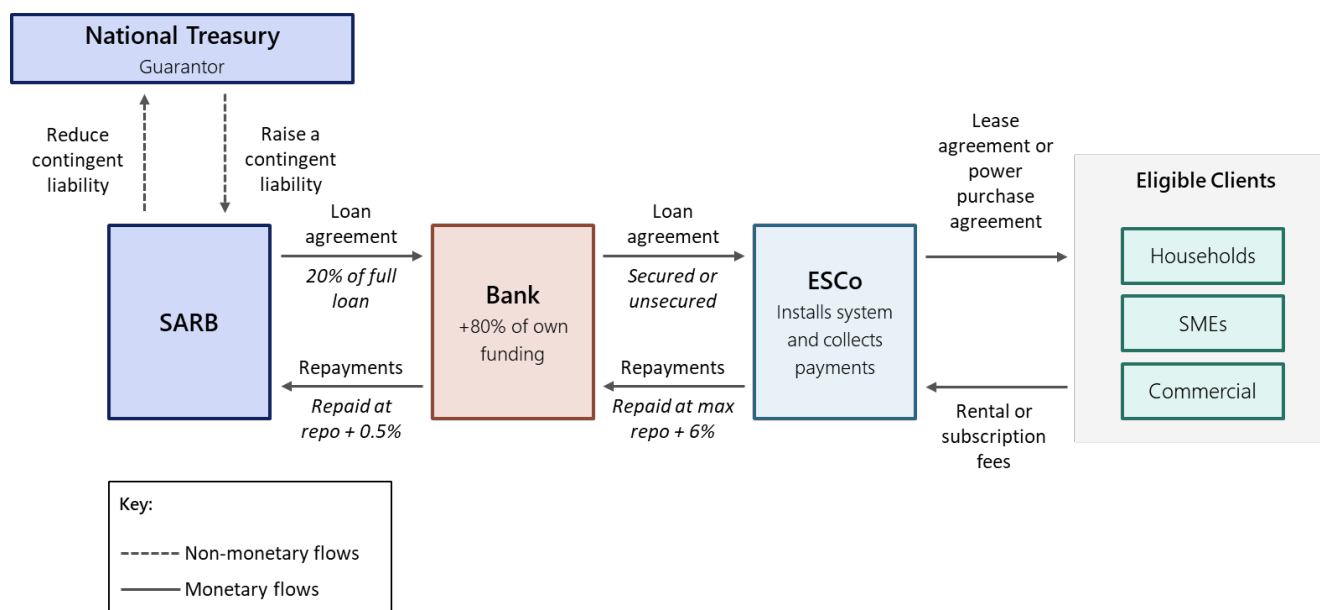 National Treasury
Guarantor
Reduce
contingent
liability
Raise a
contingent
liability
SARB
Loan
agreement
20% of full
loan
Repayments
Repaid at
repo + 0.5%
Bank
+80% of own
funding
Loan
agreement
Secured or
unsecured
Repayments
Repaid at max
repo + 6%
ESCo
Installs system
and collects
payments
Lease
agreement or
power
purchase
agreement
Rental or
subscription
fees
Eligible Clients
Households
SMEs
Commercial
Key:
Non-monetary flows
Monetary flows